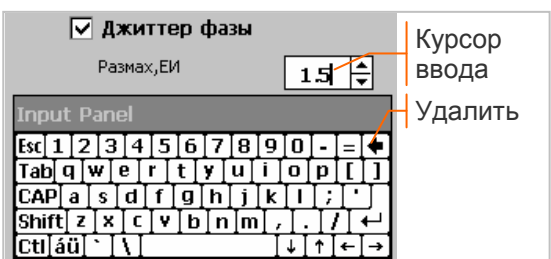 Джиттер фазы
Размах,ЕИ
1.5
Курсор
ввода
Удалить
Input Panel
Esc 1 2 3 4 5 6 7 8 9 0 - =
Tab q w e r t y u i o p [ ]
CAP a s d f g h j k l ; '
Shift z x c v b n m , . / ↵
Ctl áü ` \ ↓ ↑ ← →